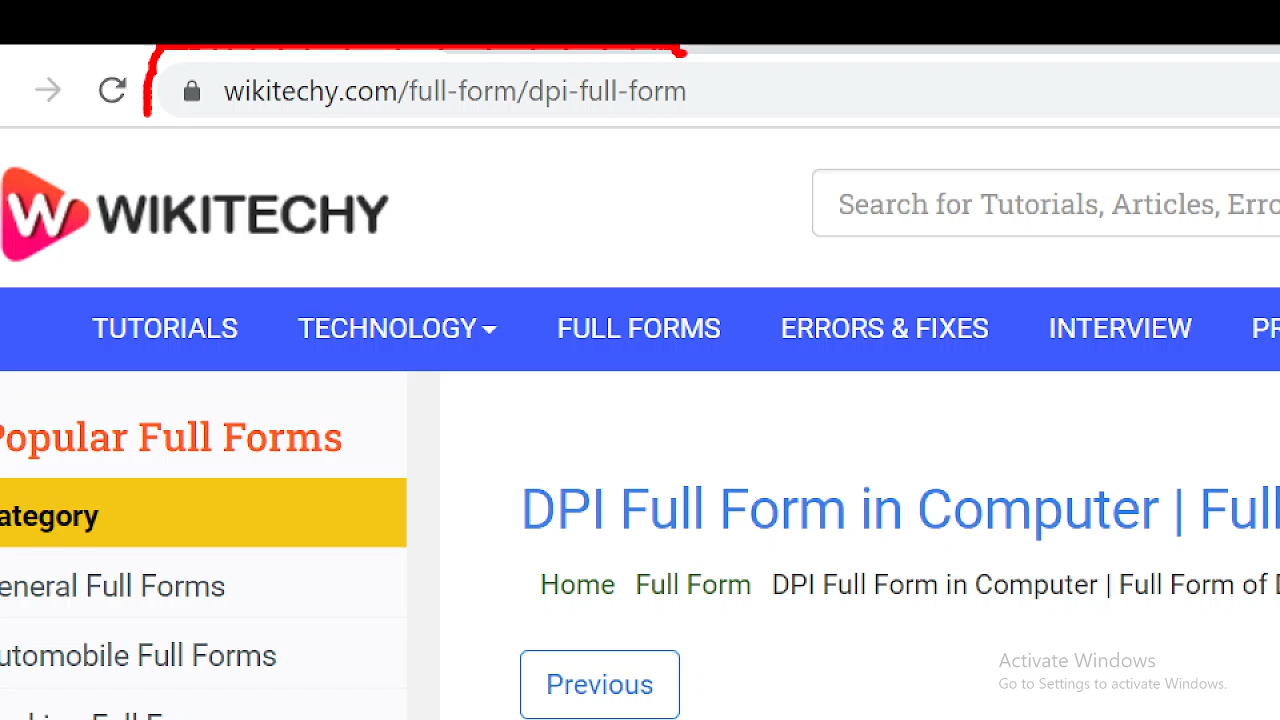 wikitechy.com/full-form/dpi-full-form
WIKITECHY
Search for Tutorials, Articles, Erro
TUTORIALS TECHNOLOGY FULL FORMS ERRORS & FIXES INTERVIEW PR
Popular Full Forms
ategory
DPI Full Form in Computer | Full
eneral Full Forms
Home Full Form DPI Full Form in Computer | Full Form of D
utomobile Full Forms
Activate Windows
Go to Settings to activate Windows.
Previous